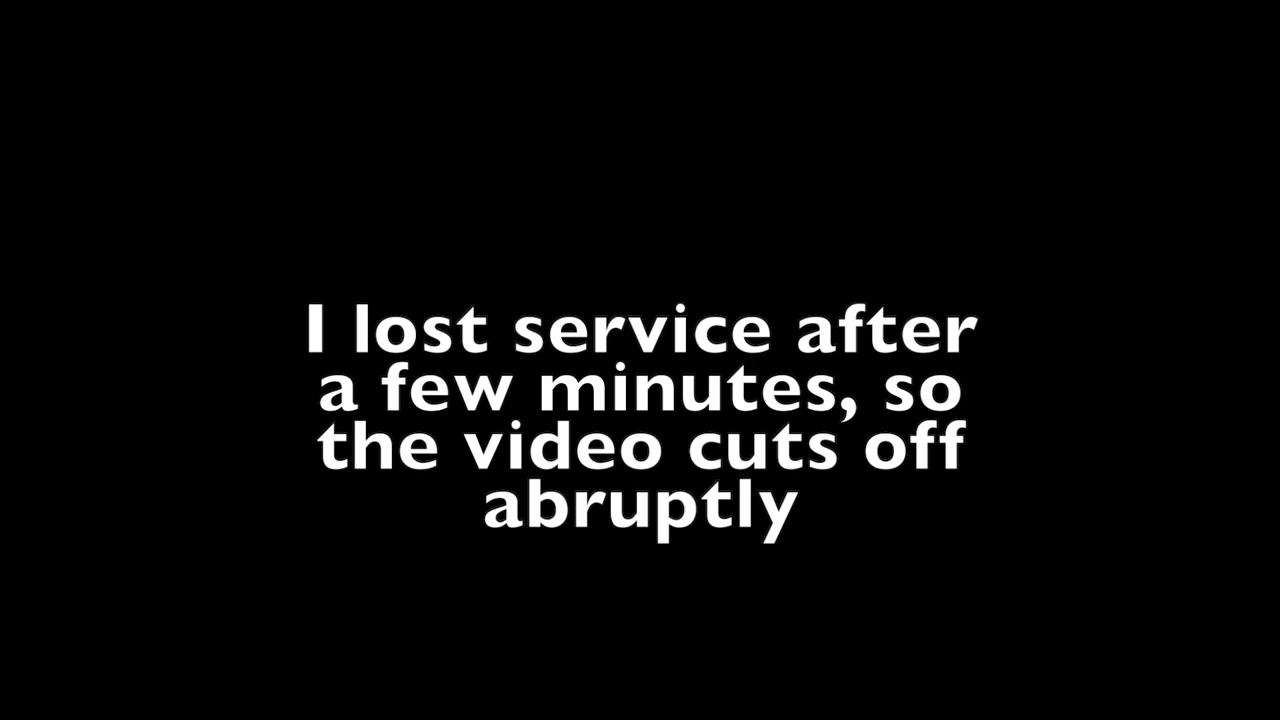 I lost service after
a few minutes, so
the video cuts off
abruptly